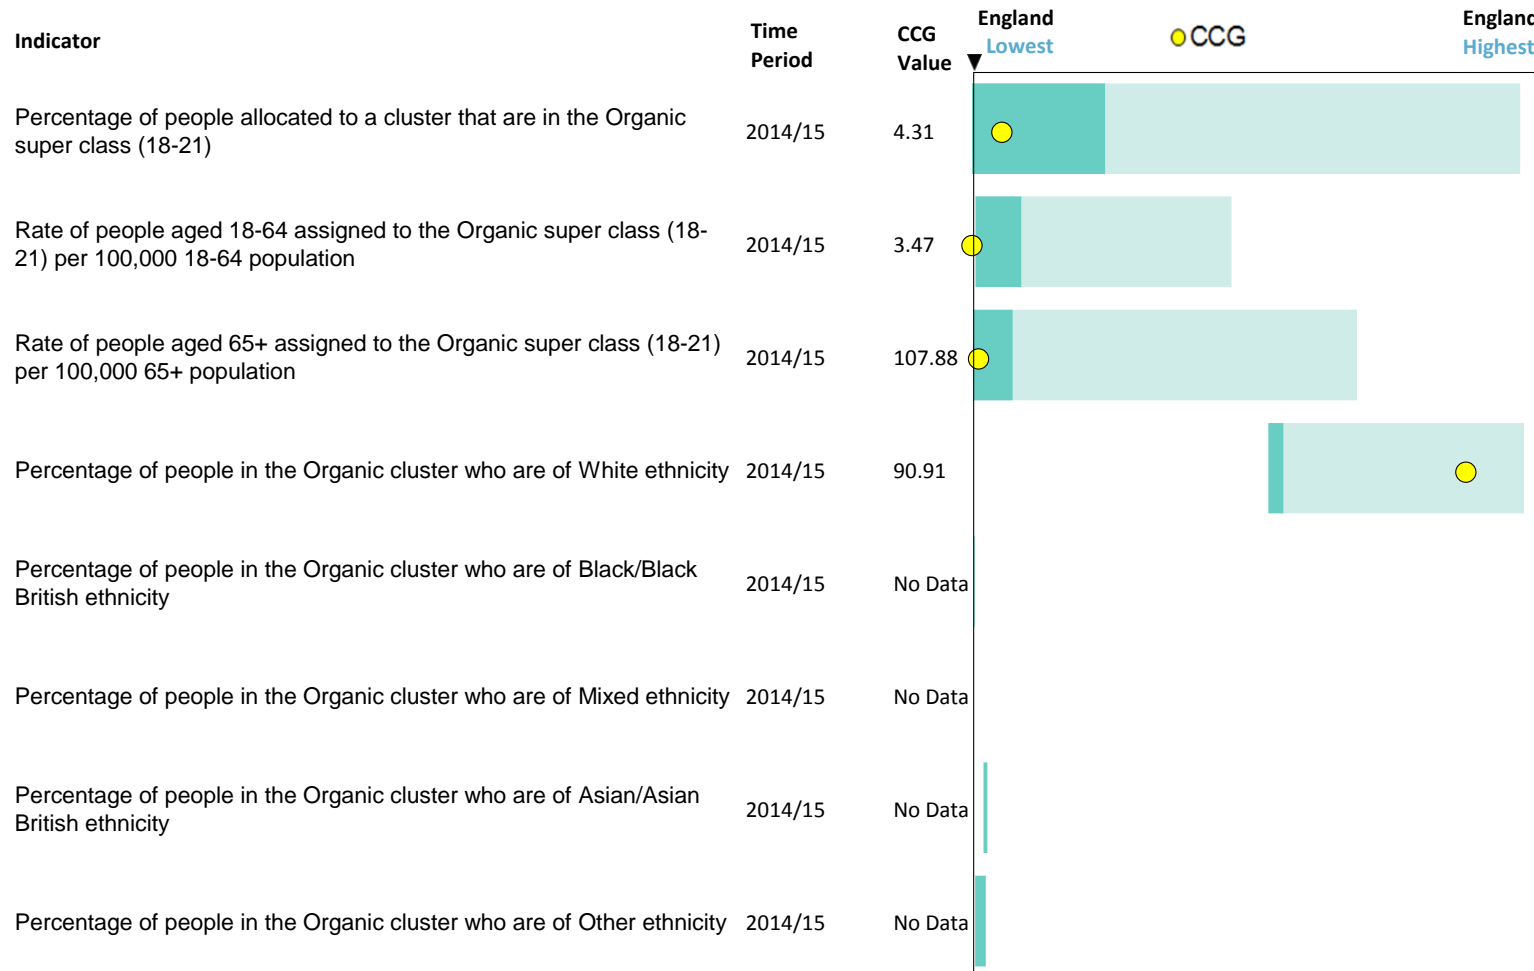 Indicator
Time Period
CCG Value
England Lowest
CCG
England Highest
Percentage of people allocated to a cluster that are in the Organic
super class (18-21)
2014/15
4.31
Rate of people aged 18-64 assigned to the Organic super class (18-
21) per 100,000 18-64 population
2014/15
3.47
Rate of people aged 65+ assigned to the Organic super class (18-21)
per 100,000 65+ population
2014/15
107.88
Percentage of people in the Organic cluster who are of White ethnicity
2014/15
90.91
Percentage of people in the Organic cluster who are of Black/Black
British ethnicity
2014/15
No Data
Percentage of people in the Organic cluster who are of Mixed ethnicity
2014/15
No Data
Percentage of people in the Organic cluster who are of Asian/Asian
British ethnicity
2014/15
No Data
Percentage of people in the Organic cluster who are of Other ethnicity
2014/15
No Data